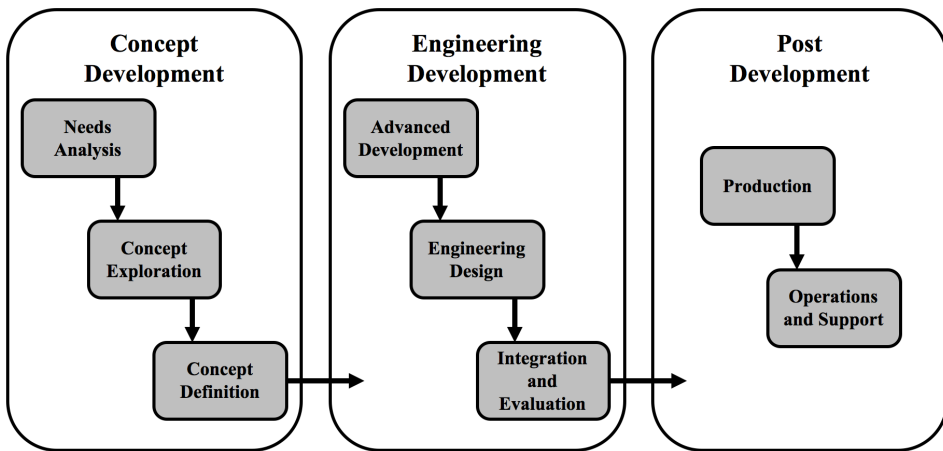 Concept
Development
Needs
Analysis
Concept
Exploration
Concept
Definition
Engineering
Development
Advanced
Development
Engineering
Design
Integration
and
Evaluation
Post
Development
Production
Operations
and Support